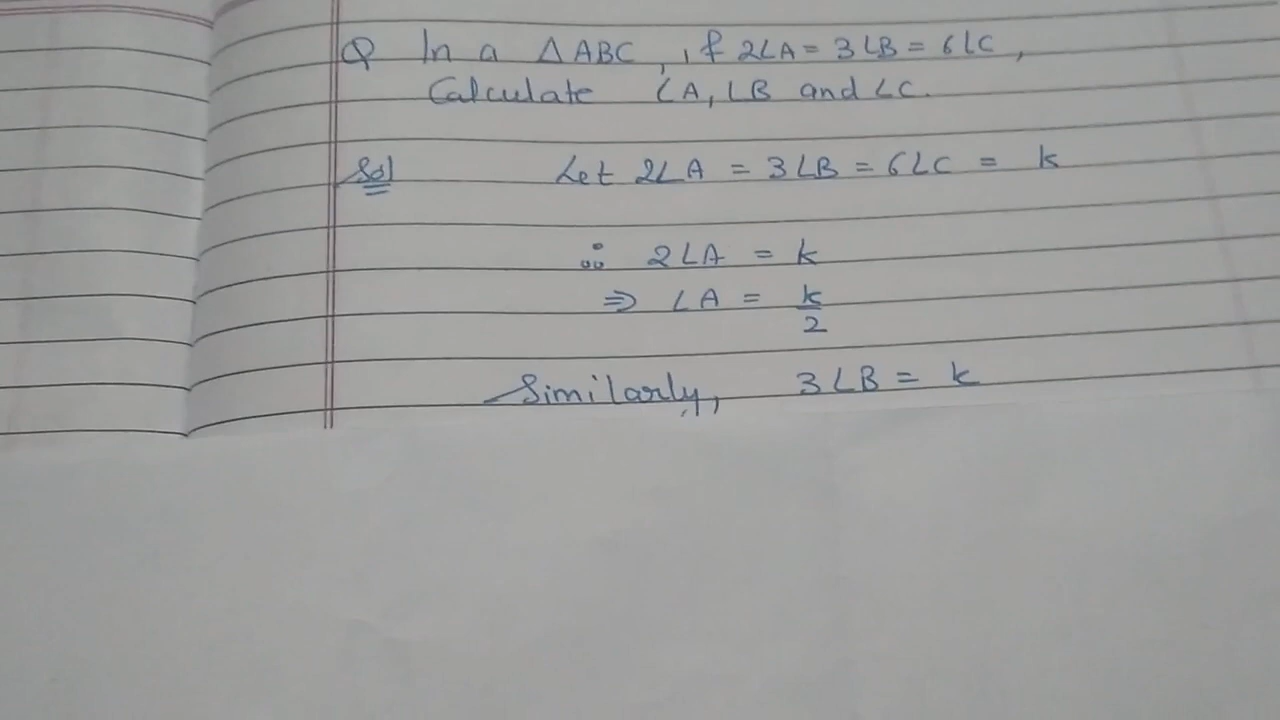 Q In a △ABC, if 2∠A = 3∠B = 6∠C,
Calculate ∠A, ∠B and ∠C.
Sol Let 2∠A = 3∠B = 6∠C = k
∴ 2∠A = k
⇒ ∠A = k/2
Similarly, 3∠B = k